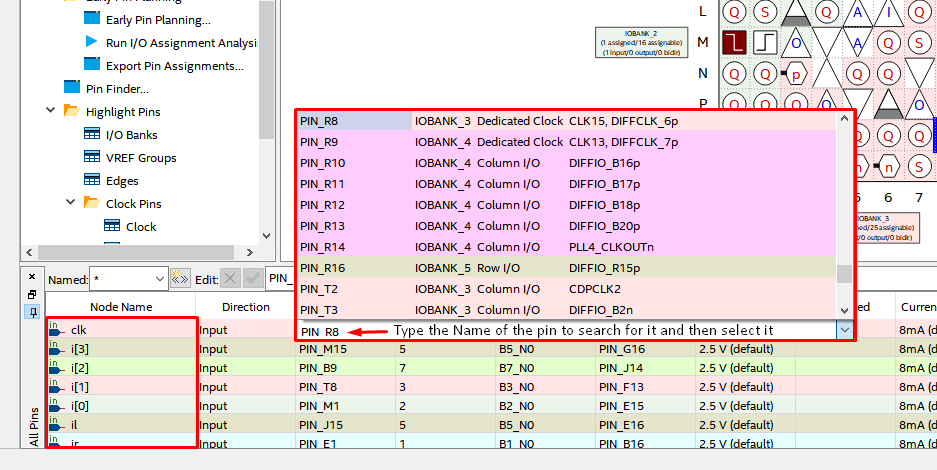 Early Pin Planning
Early Pin Planning...
Run I/O Assignment Analysi
Export Pin Assignments...
Pin Finder...
Highlight Pins
I/O Banks
VREF Groups
Edges
Clock Pins
Clock
IOBANK_2
(1 assigned/16 assignable)
(1 input/0 output/0 bidir)
L Q S O A I Q
M O A Q S
N Q Q p Q Q
P Q Q O O
n n S
5 6 7
IOBANK_3
ed/25 assignable)
t/0 output/0 bidir)
PIN_R8 IOBANK_3 Dedicated Clock CLK15, DIFFCLK_6p
PIN_R9 IOBANK_4 Dedicated Clock CLK13, DIFFCLK_7p
PIN_R10 IOBANK_4 Column I/O DIFFIO_B16p
PIN_R11 IOBANK_4 Column I/O DIFFIO_B17p
PIN_R12 IOBANK_4 Column I/O DIFFIO_B18p
PIN_R13 IOBANK_4 Column I/O DIFFIO_B20p
PIN_R14 IOBANK_4 Column I/O PLL4_CLKOUTn
PIN_R16 IOBANK_5 Row I/O DIFFIO_R15p
PIN_T2 IOBANK_3 Column I/O CDPCLK2
PIN_T3 IOBANK_3 Column I/O DIFFIO_B2n
Named: * «» Edit: PIN_
Node Name Direction ed Curren
in clk Input PIN_R8 Type the Name of the pin to search for it and then select it 8mA (d
in i[3] Input PIN_M15 5 B5_N0 PIN_G16 2.5 V (default) 8mA (d
in i[2] Input PIN_B9 7 B7_N0 PIN_J14 2.5 V (default) 8mA (d
in i[1] Input PIN_T8 3 B3_N0 PIN_F13 2.5 V (default) 8mA (d
in i[0] Input PIN_M1 2 B2_N0 PIN_E15 2.5 V (default) 8mA (d
in il Input PIN_J15 5 B5_N0 PIN_E16 2.5 V (default) 8mA (d
in ir Input PIN_E1 1 B1_N0 PIN_B16 2.5 V (default) 8mA (d
All Pins